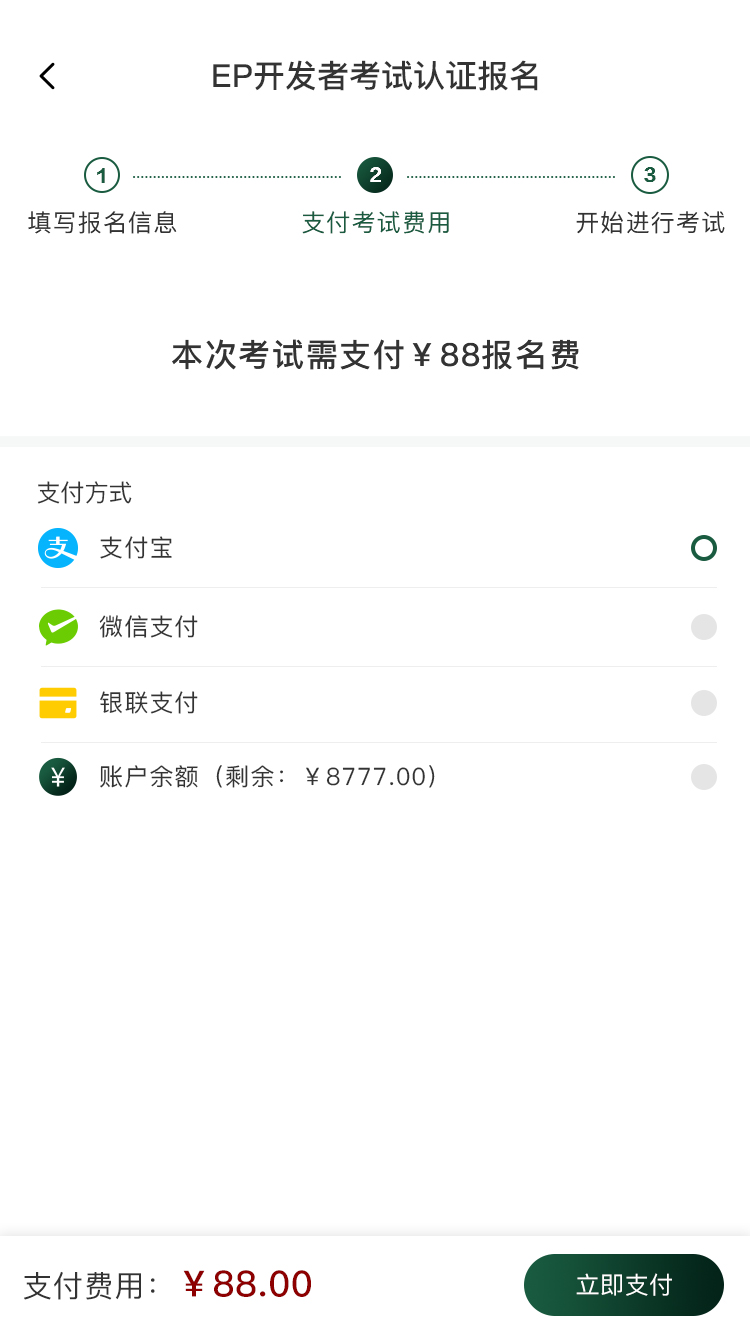 EP开发者考试认证报名
1 2 3
填写报名信息 支付考试费用 开始进行考试
本次考试需支付¥88报名费
支付方式
支 支付宝
微信支付
银联支付
¥ 账户余额（剩余：¥8777.00）
支付费用：¥88.00 立即支付